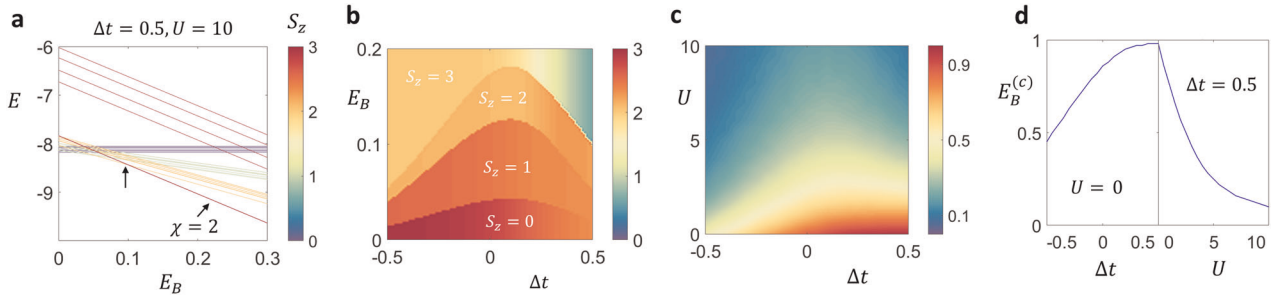 a
Δt = 0.5, U = 10
S_z
-6
-7
E
-8
-9
0
0.1
0.2
0.3
E_B
χ = 2
3
2
1
0
b
0.2
E_B
0.1
0
S_z = 3
S_z = 2
S_z = 1
S_z = 0
-0.5
0
0.5
Δt
3
2
1
0
c
10
U
5
0
-0.5
0
0.5
Δt
0.9
0.5
0.1
d
1
E_B^(c)
0.5
0
Δt = 0.5
U = 0
-0.5
0
0.5
0
5
10
Δt
U